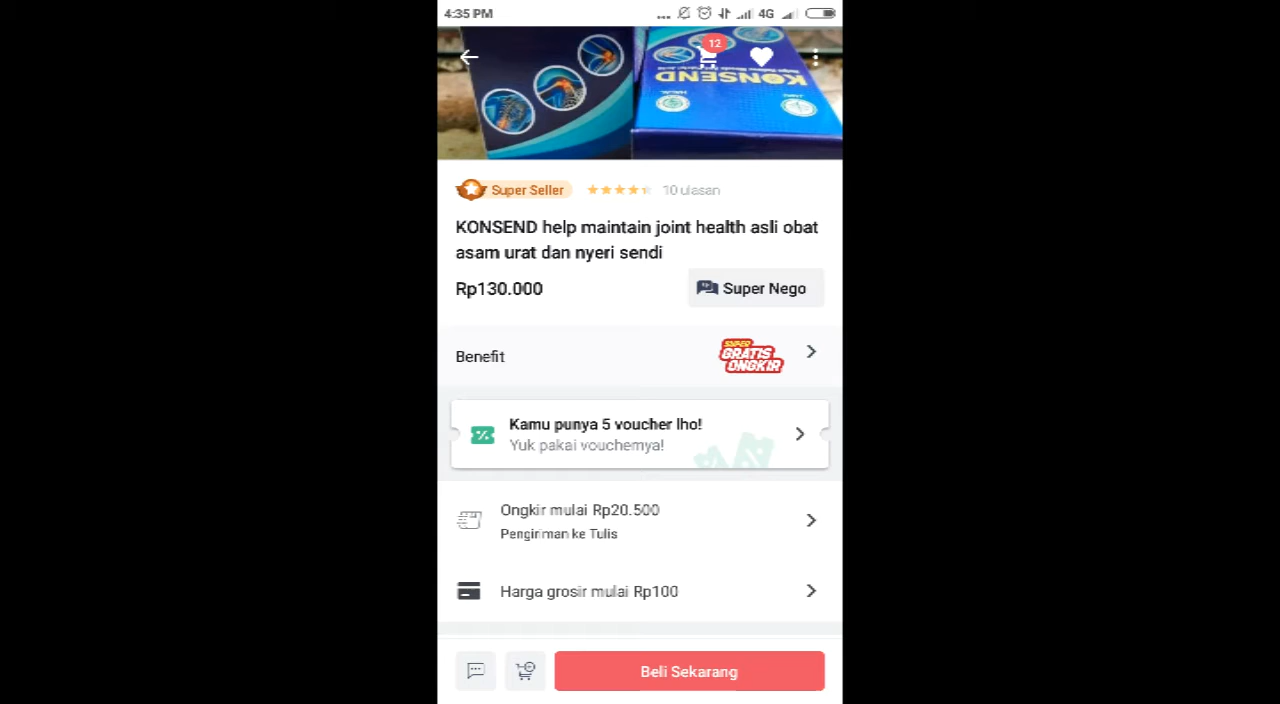 4:35 PM
4G
12
KONSEND
Super Seller
10 ulasan
KONSEND help maintain joint health asli obat
asam urat dan nyeri sendi
Rp130.000
Super Nego
Benefit
SUPER
GRATIS
ONGKIR
Kamu punya 5 voucher lho!
Yuk pakai vouchernya!
Ongkir mulai Rp20.500
Pengiriman ke Tulis
Harga grosir mulai Rp100
Beli Sekarang